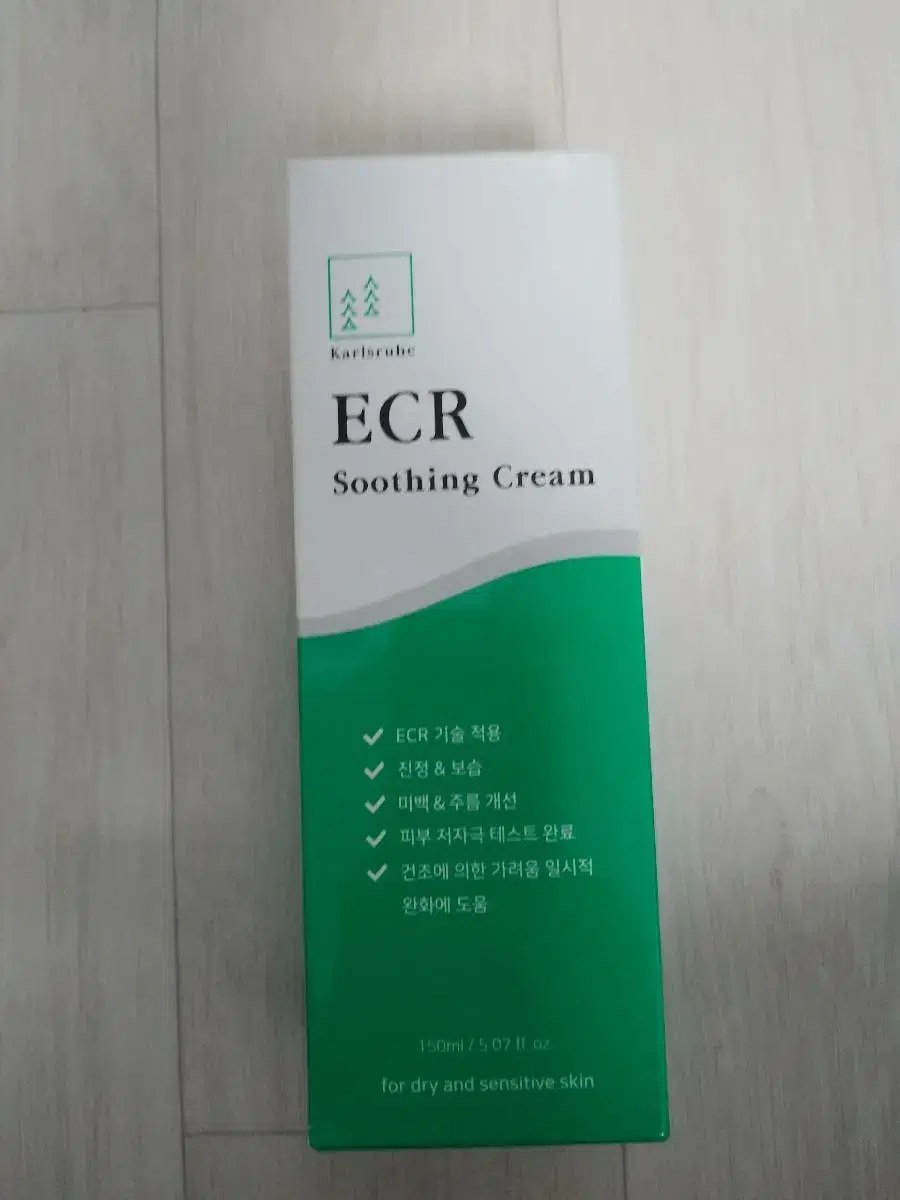 Karlsruhe
ECR
Soothing Cream
ECR 기술 적용
진정 & 보습
미백 & 주름 개선
피부 저자극 테스트 완료
건조에 의한 가려움 일시적
완화에 도움
150ml / 5.07 fl. oz
for dry and sensitive skin